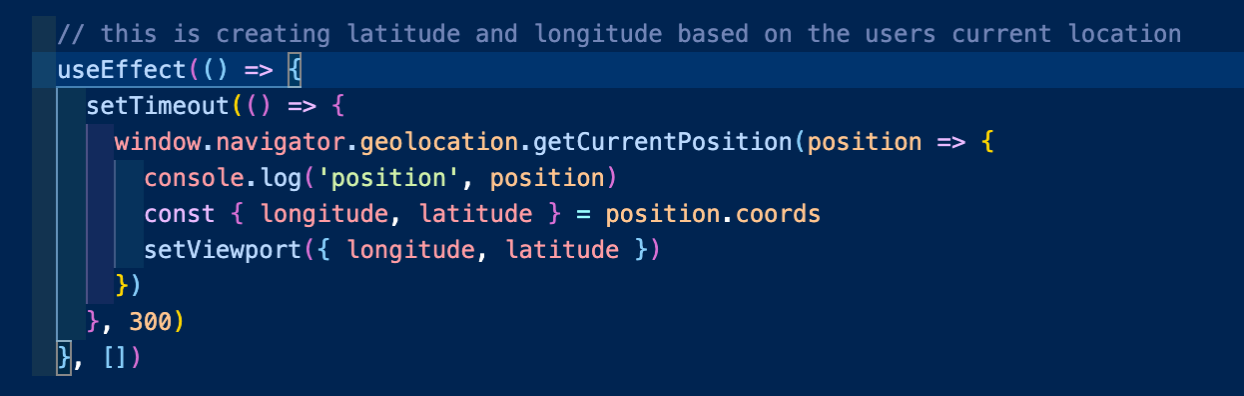 // this is creating latitude and longitude based on the users current location
useEffect(() => {
setTimeout(() => {
window.navigator.geolocation.getCurrentPosition(position => {
console.log('position', position)
const { longitude, latitude } = position.coords
setViewport({ longitude, latitude })
})
}, 300)
}, [])